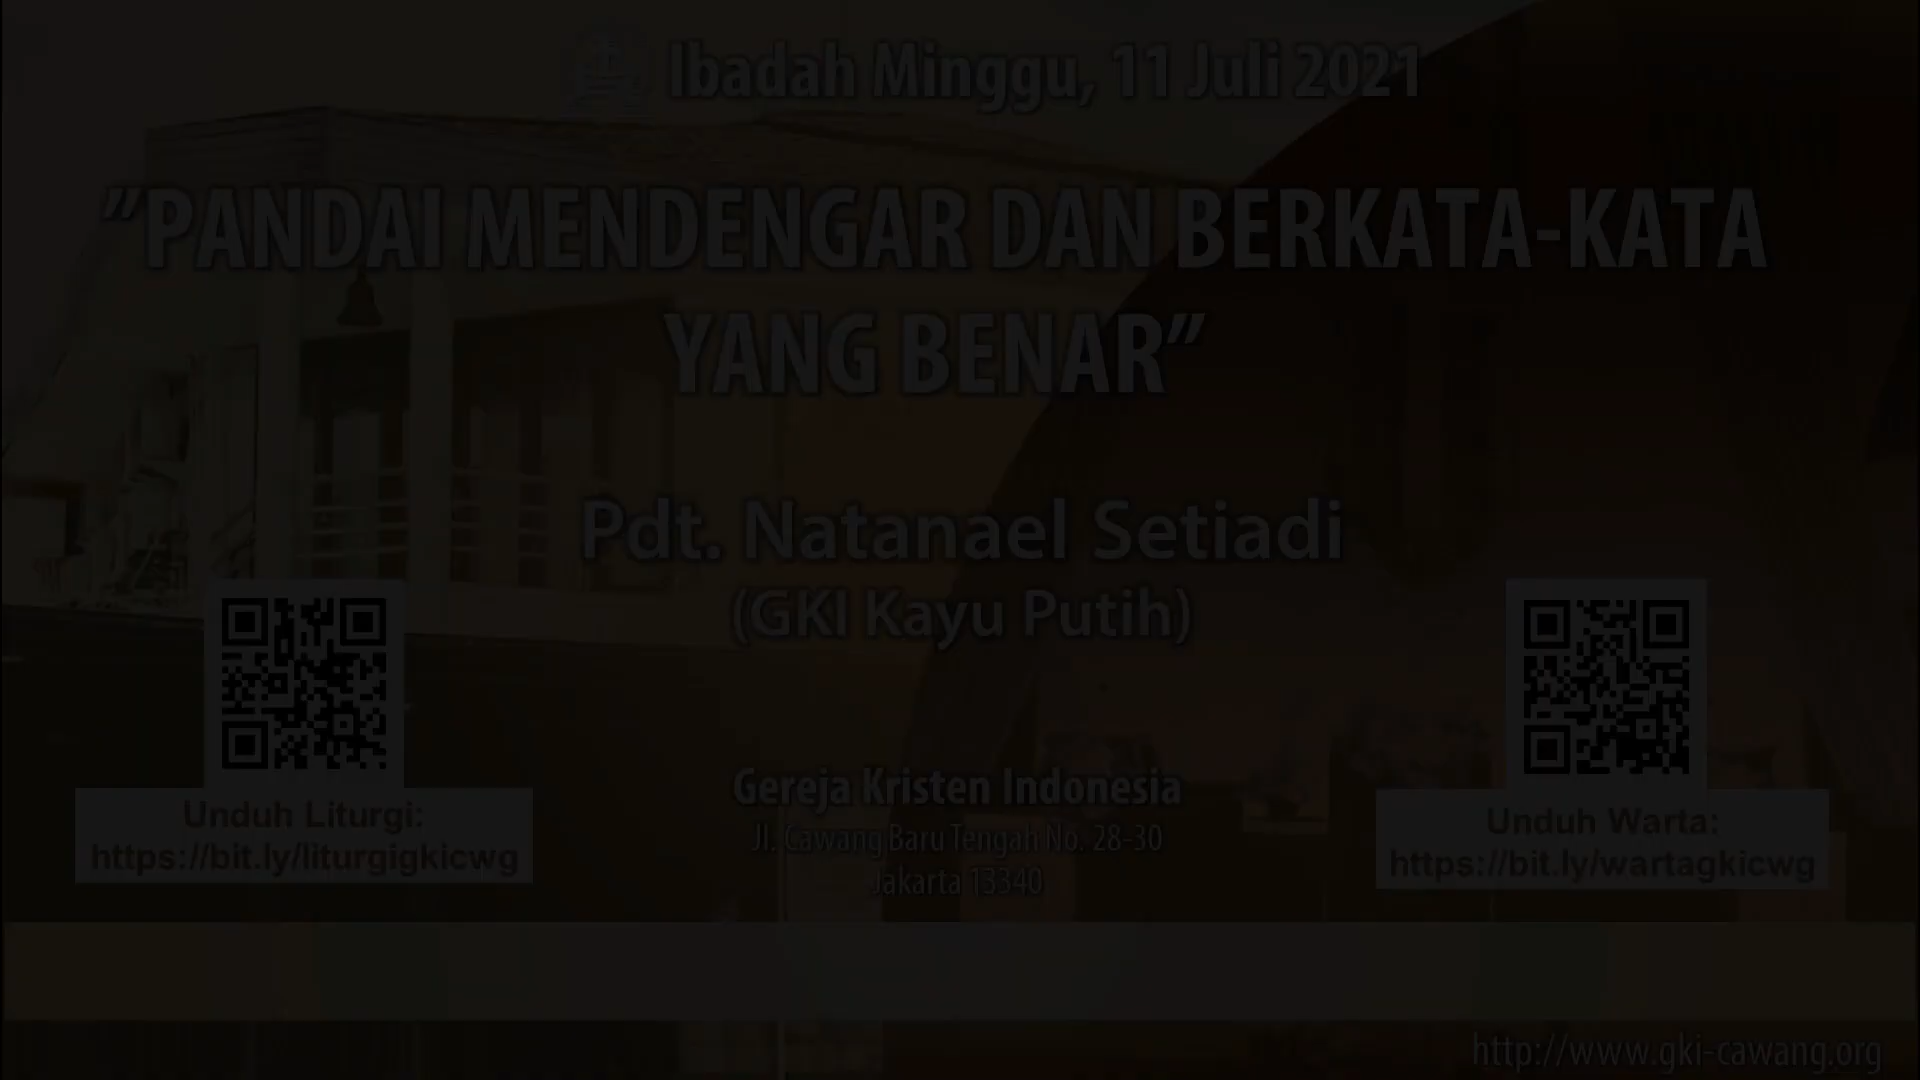 Ibadah Minggu, 11 Juli 2021
"PANDAI MENDENGAR DAN BERKATA-KATA
YANG BENAR"
Pdt. Natanael Setiadi
(GKI Kayu Putih)
Unduh Liturgi:
https://bit.ly/liturgigkicwg
Gereja Kristen Indonesia
Jl. Cawang Baru Tengah No. 28-30
Jakarta 13340
Unduh Warta:
https://bit.ly/wartagkicwg
http://www.gki-cawang.org